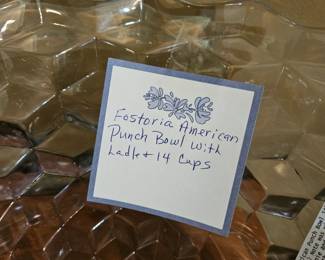 Fostoria American
Punch Bowl with
Ladle + 14 Cups